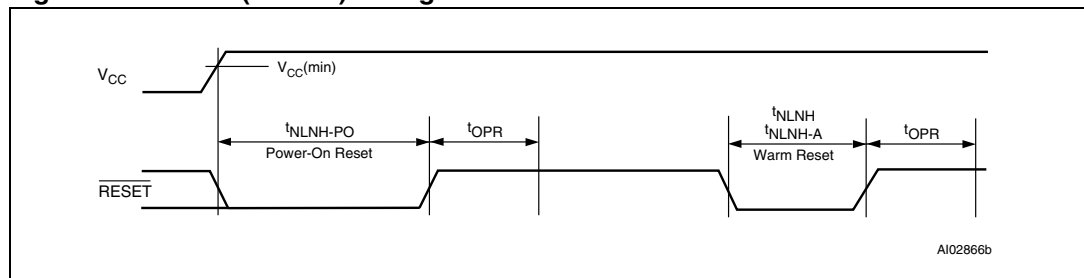 VCC
VCC(min)
tNLNH-PO
Power-On Reset
tOPR
tNLNH
tNLNH-A
Warm Reset
tOPR
RESET
AI02866b